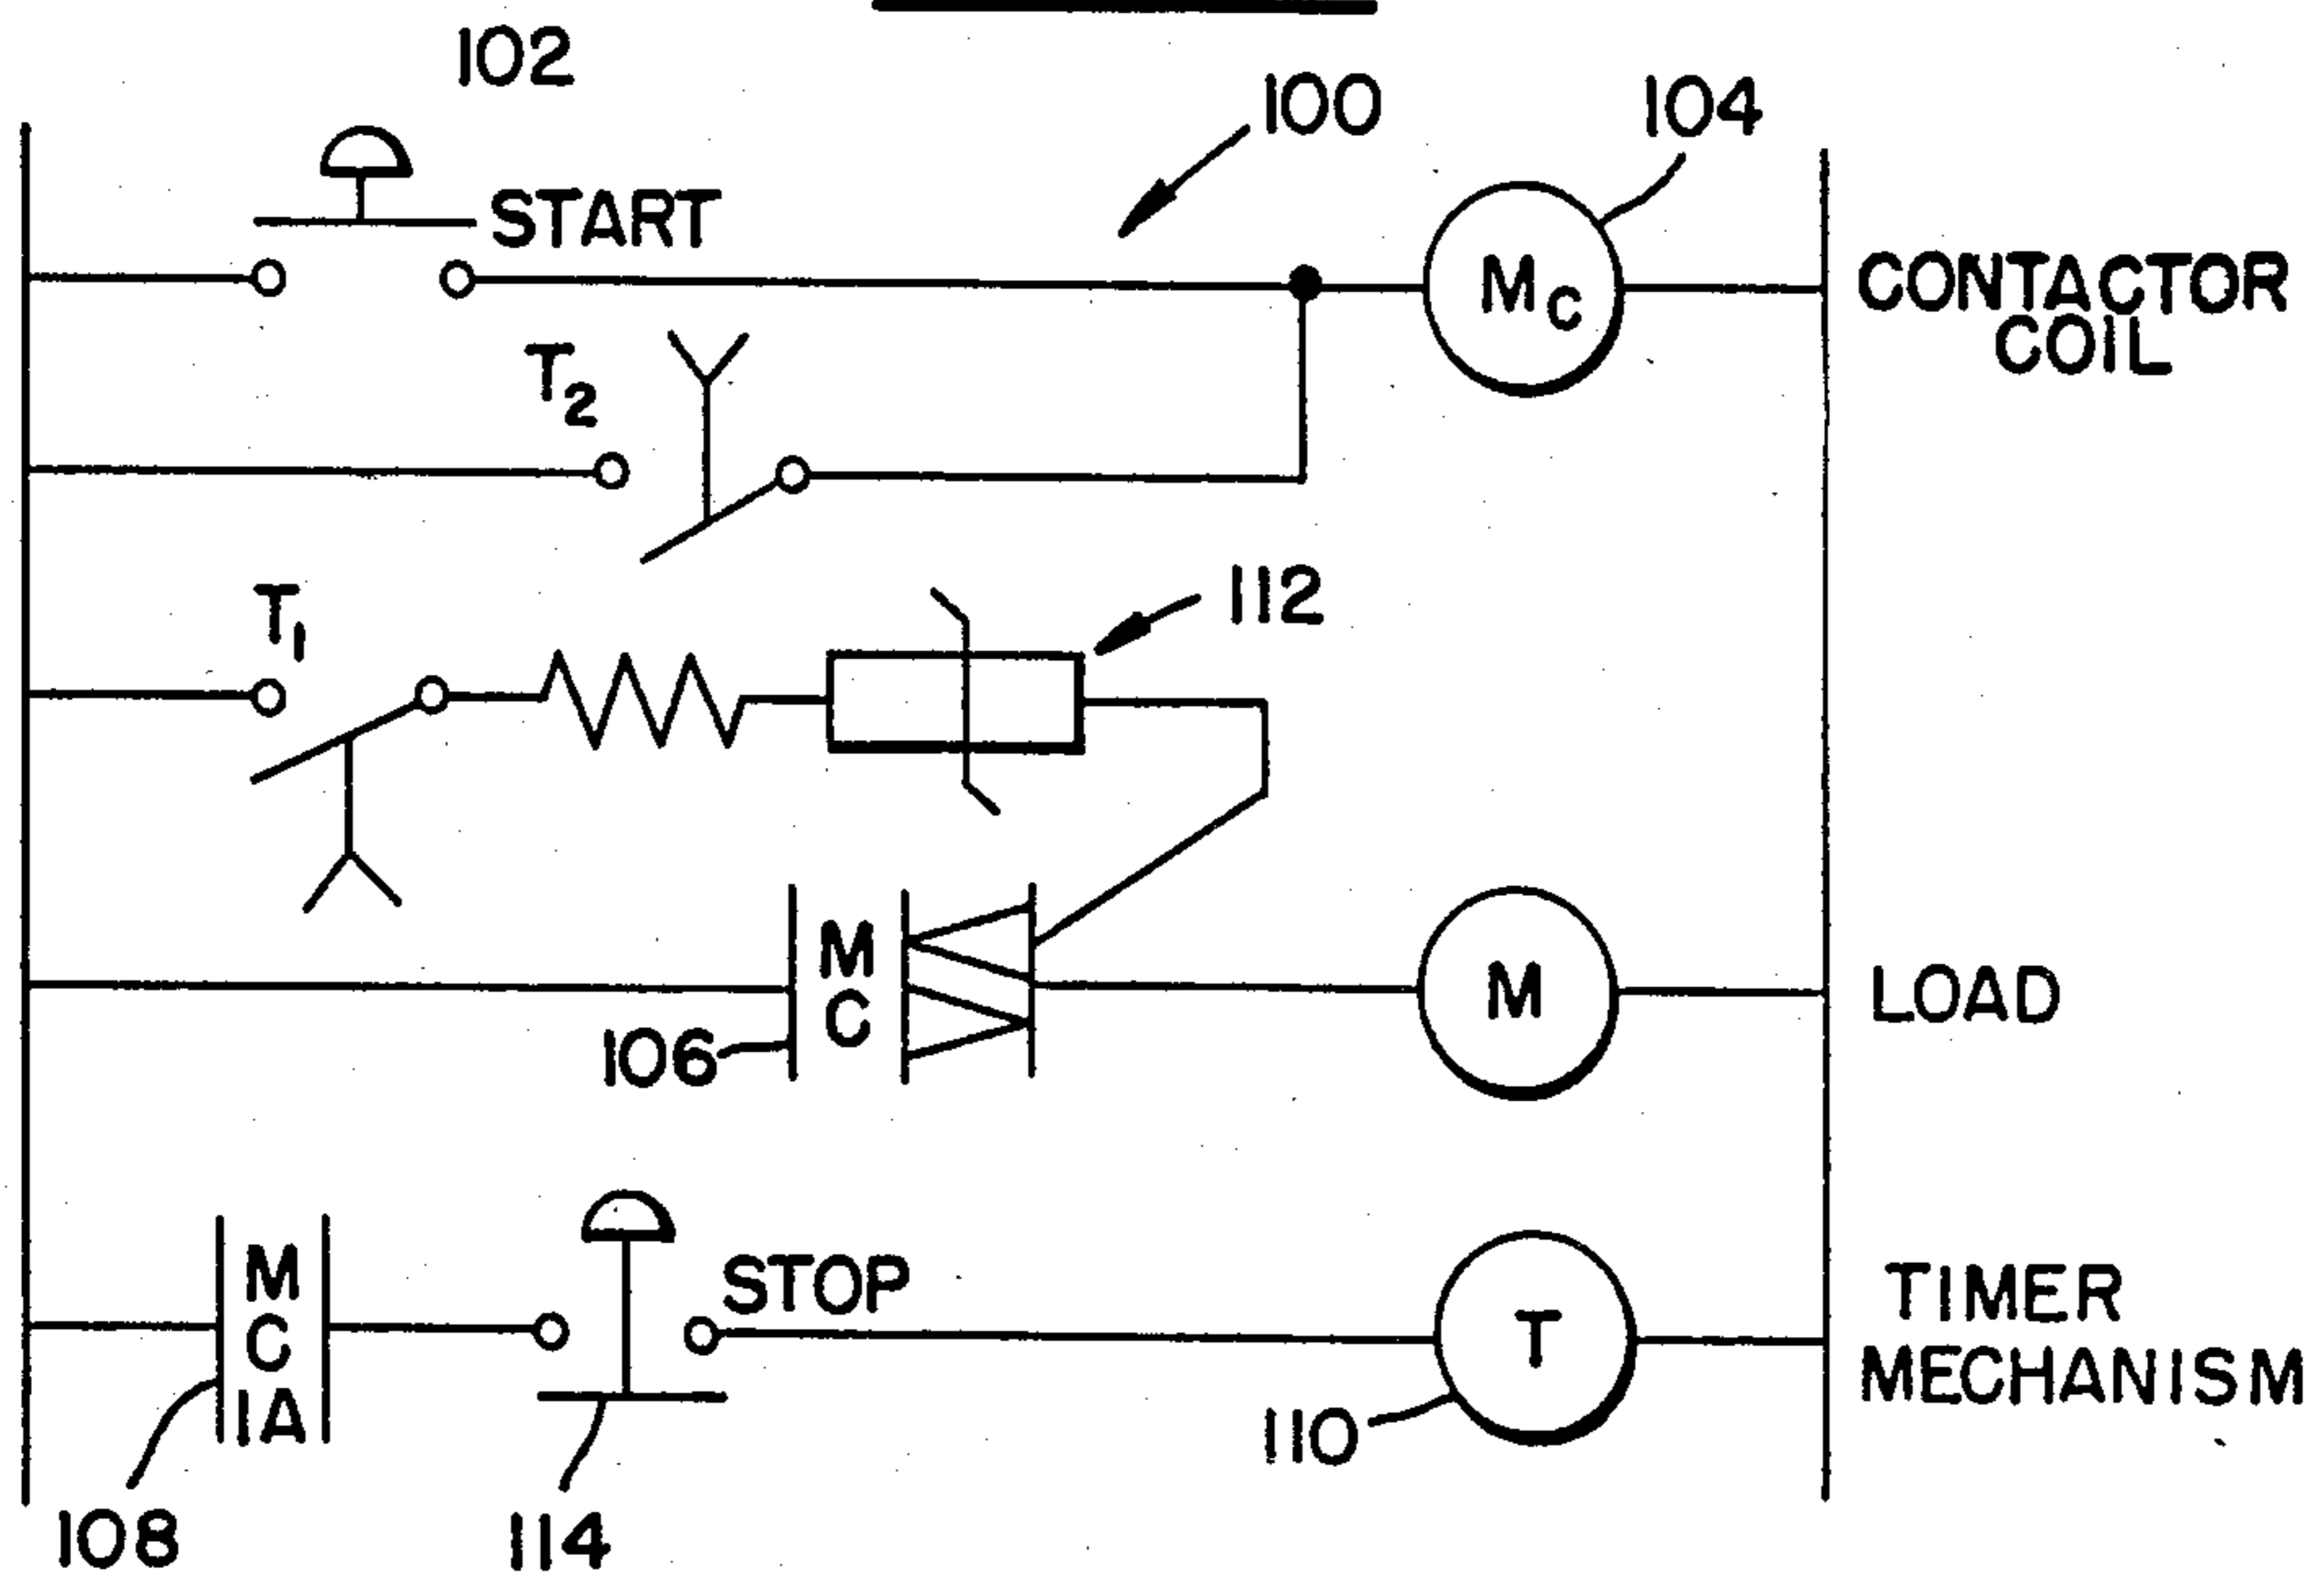 102
100
104
START
Mc
CONTACTOR
COIL
T2
112
T1
M
C
106
M
LOAD
M
C
1A
STOP
T
TIMER
MECHANISM
110
108
114